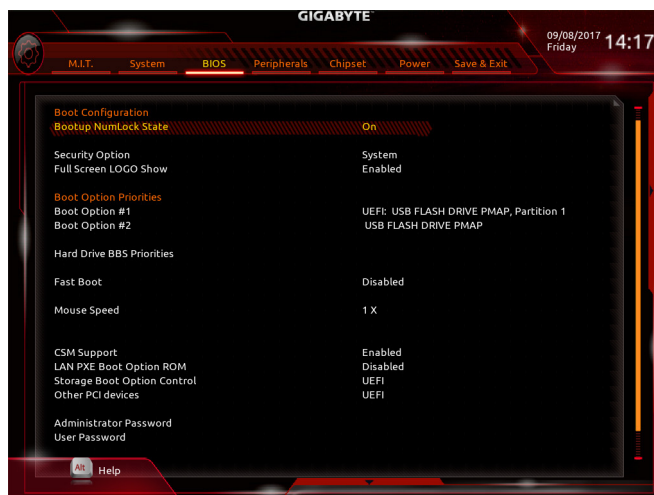 GIGABYTE™
09/08/2017
Friday
14:17
M.I.T. System BIOS Peripherals Chipset Power Save & Exit
Boot Configuration
Bootup NumLock State On
Security Option System
Full Screen LOGO Show Enabled
Boot Option Priorities
Boot Option #1 UEFI: USB FLASH DRIVE PMAP, Partition 1
Boot Option #2 USB FLASH DRIVE PMAP
Hard Drive BBS Priorities
Fast Boot Disabled
Mouse Speed 1 X
CSM Support Enabled
LAN PXE Boot Option ROM Disabled
Storage Boot Option Control UEFI
Other PCI devices UEFI
Administrator Password
User Password
Alt Help